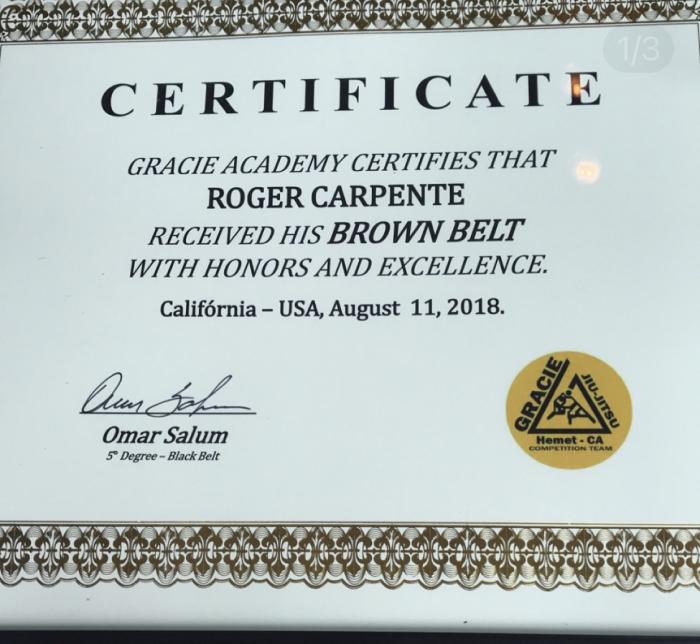 1/3
CERTIFICATE
GRACIE ACADEMY CERTIFIES THAT
ROGER CARPENTE
RECEIVED HIS BROWN BELT
WITH HONORS AND EXCELLENCE.
Califórnia – USA, August 11, 2018.
Omar Salum
5° Degree – Black Belt
GRACIE
JIU-JITSU
Hemet - CA
COMPETITION TEAM